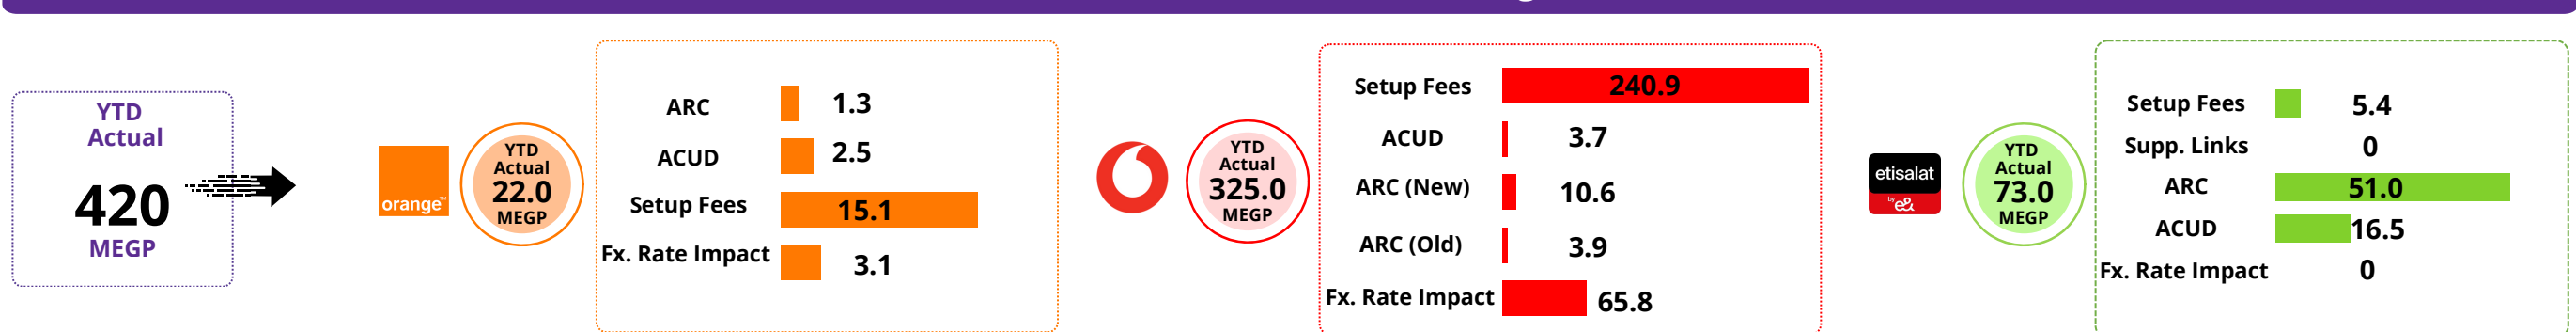 YTD
Actual
420
MEGP
orange™
YTD
Actual
22.0
MEGP
ARC 1.3
ACUD 2.5
Setup Fees 15.1
Fx. Rate Impact 3.1
YTD
Actual
325.0
MEGP
Setup Fees 240.9
ACUD 3.7
ARC (New) 10.6
ARC (Old) 3.9
Fx. Rate Impact 65.8
etisalat
by e&
YTD
Actual
73.0
MEGP
Setup Fees 5.4
Supp. Links 0
ARC 51.0
ACUD 16.5
Fx. Rate Impact 0